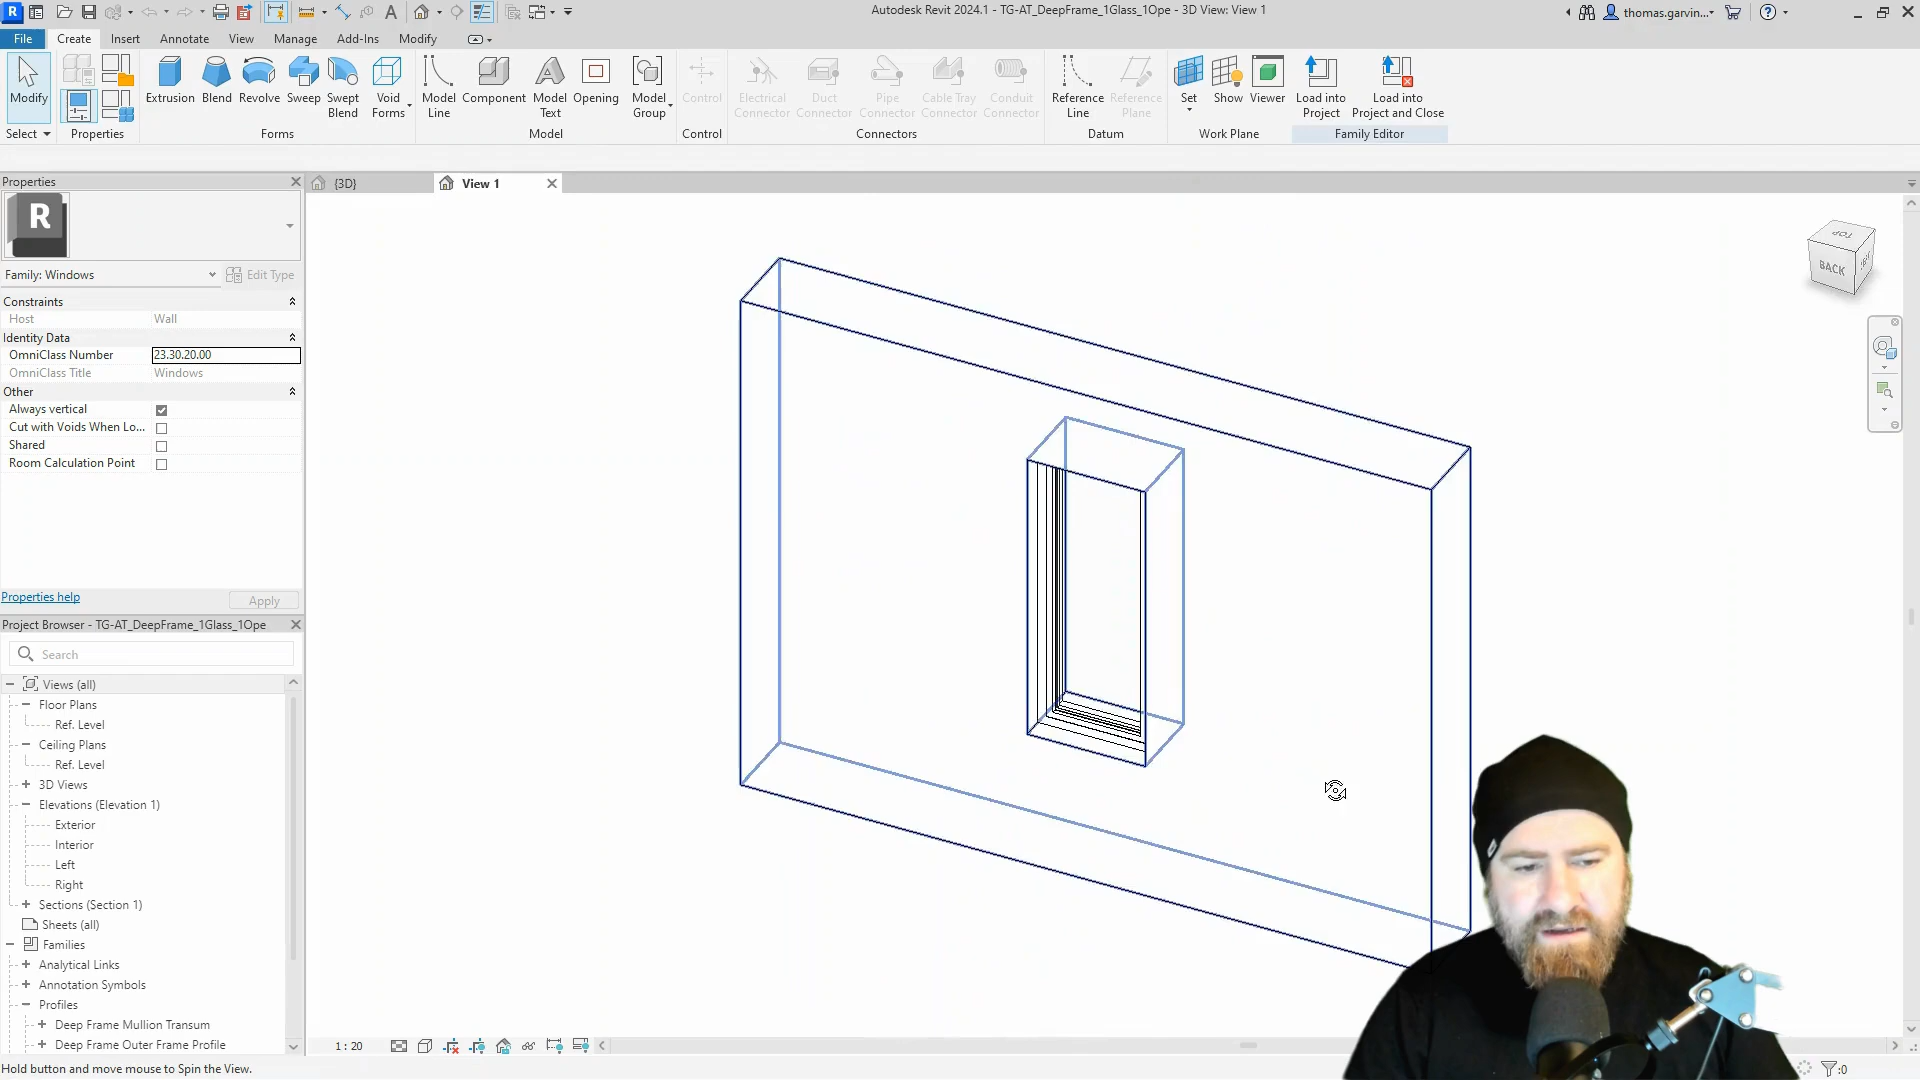 Autodesk Revit 2024.1 - TG-AT_DeepFrame_1Glass_1Ope - 3D View: View 1
thomas.garvin...
File
Create
Insert
Annotate
View
Manage
Add-Ins
Modify
Modify
Extrusion
Blend
Revolve
Sweep
Swept
Blend
Void
Forms
Model
Line
Component
Model
Text
Opening
Model
Group
Control
Electrical
Connector
Duct
Connector
Pipe
Connector
Cable Tray
Connector
Conduit
Connector
Reference
Line
Reference
Plane
Set
Show
Viewer
Load into
Project
Load into
Project and Close
Select
Properties
Forms
Model
Control
Connectors
Datum
Work Plane
Family Editor
Properties
{3D}
View 1
R
Family: Windows
Edit Type
Constraints
Host
Wall
Identity Data
OmniClass Number
23.30.20.00
OmniClass Title
Windows
Other
Always vertical
Cut with Voids When Lo...
Shared
Room Calculation Point
Properties help
Apply
Project Browser - TG-AT_DeepFrame_1Glass_1Ope
Search
Views (all)
Floor Plans
Ref. Level
Ceiling Plans
Ref. Level
3D Views
Elevations (Elevation 1)
Exterior
Interior
Left
Right
Sections (Section 1)
Sheets (all)
Families
Analytical Links
Annotation Symbols
Profiles
Deep Frame Mullion Transum
Deep Frame Outer Frame Profile
TOP
BACK
1 : 20
Hold button and move mouse to Spin the View.
:0